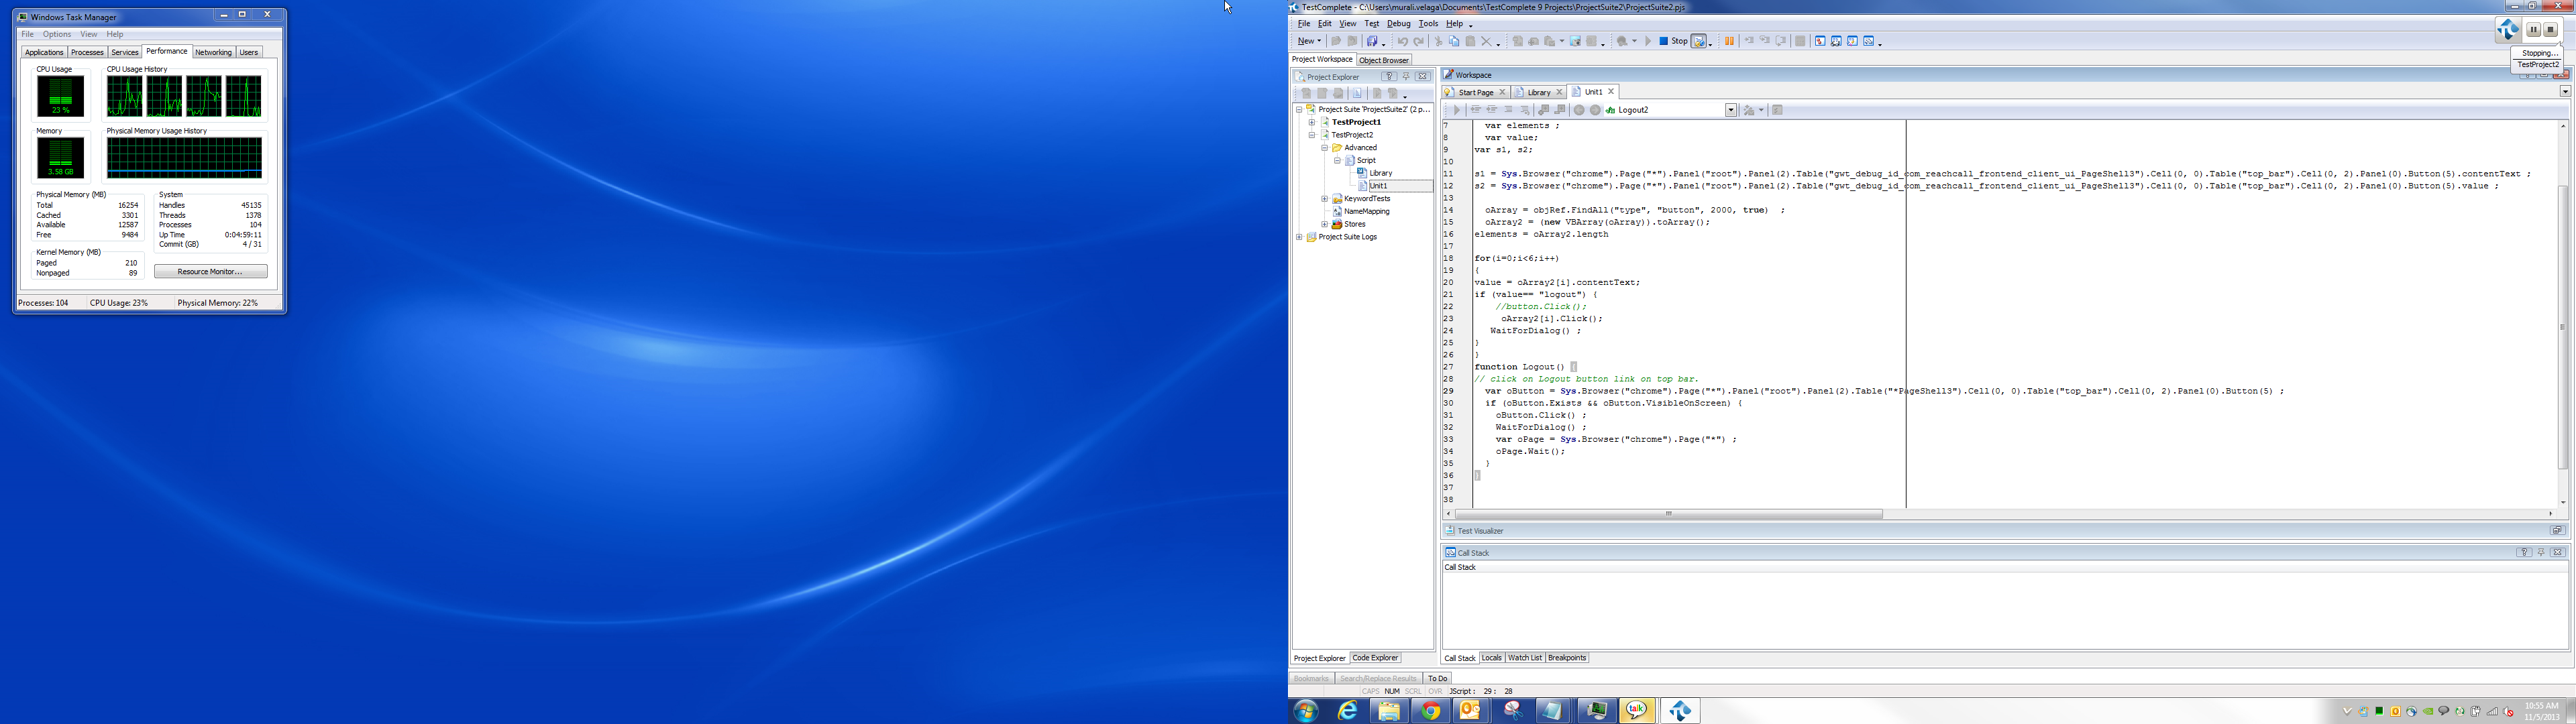 Windows Task Manager
File Options View Help
Applications Processes Services Performance Networking Users
CPU Usage CPU Usage History
23 %
Memory Physical Memory Usage History
3.58 GB
Physical Memory (MB)
Total 16254
Cached 3301
Available 12587
Free 9484
Kernel Memory (MB)
Paged 210
Nonpaged 89
System
Handles 45135
Threads 1378
Processes 104
Up Time 0:04:59:11
Commit (GB) 4 / 31
Resource Monitor...
Processes: 104 CPU Usage: 23% Physical Memory: 22%
TestComplete - C:\Users\murali.velaga\Documents\TestComplete 9 Projects\ProjectSuite2\ProjectSuite2.pjs
File Edit View Test Debug Tools Help
New Stop
Stopping...
TestProject2
Project Workspace Object Browser
Project Explorer
Project Suite 'ProjectSuite2' (2 p...
TestProject1
TestProject2
Advanced
Script
Library
Unit1
KeywordTests
NameMapping
Stores
Project Suite Logs
Project Explorer Code Explorer
Workspace
Start Page Library Unit1
Logout2
7 var elements ;
8 var value;
9 var s1, s2;
10
11 s1 = Sys.Browser("chrome").Page("*").Panel("root").Panel(2).Table("gwt_debug_id_com_reachcall_frontend_client_ui_PageShell3").Cell(0, 0).Table("top_bar").Cell(0, 2).Panel(0).Button(5).contentText ;
12 s2 = Sys.Browser("chrome").Page("*").Panel("root").Panel(2).Table("gwt_debug_id_com_reachcall_frontend_client_ui_PageShell3").Cell(0, 0).Table("top_bar").Cell(0, 2).Panel(0).Button(5).value ;
13
14 oArray = objRef.FindAll("type", "button", 2000, true) ;
15 oArray2 = (new VBArray(oArray)).toArray();
16 elements = oArray2.length
17
18 for(i=0;i<6;i++)
19 {
20 value = oArray2[i].contentText;
21 if (value== "logout") {
22 //button.Click();
23 oArray2[i].Click();
24 WaitForDialog() ;
25 }
26 }
27 function Logout() {
28 // click on Logout button link on top bar.
29 var oButton = Sys.Browser("chrome").Page("*").Panel("root").Panel(2).Table("*PageShell3").Cell(0, 0).Table("top_bar").Cell(0, 2).Panel(0).Button(5) ;
30 if (oButton.Exists && oButton.VisibleOnScreen) {
31 oButton.Click() ;
32 WaitForDialog() ;
33 var oPage = Sys.Browser("chrome").Page("*") ;
34 oPage.Wait();
35 }
36 }
37
38
Test Visualizer
Call Stack
Call Stack
Call Stack Locals Watch List Breakpoints
Bookmarks Search/Replace Results To Do
CAPS NUM SCRL OVR JScript : 29 : 28
talk
10:55 AM
11/5/2013